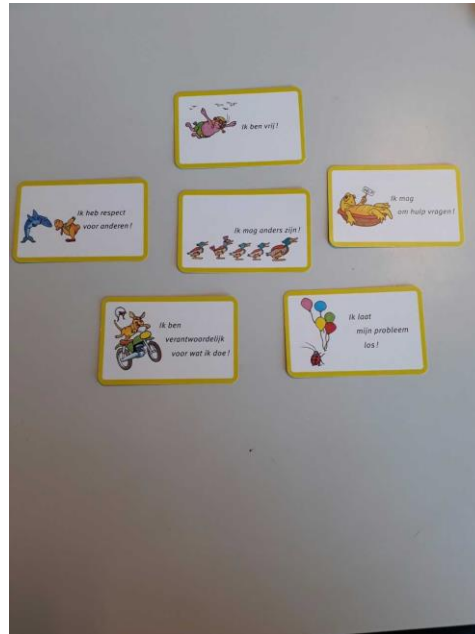 Ik ben vrij!
Ik heb respect
voor anderen!
Ik mag anders zijn!
Ik mag
om hulp vragen!
Ik ben
verantwoordelijk
voor wat ik doe!
Ik laat
mijn probleem
los!